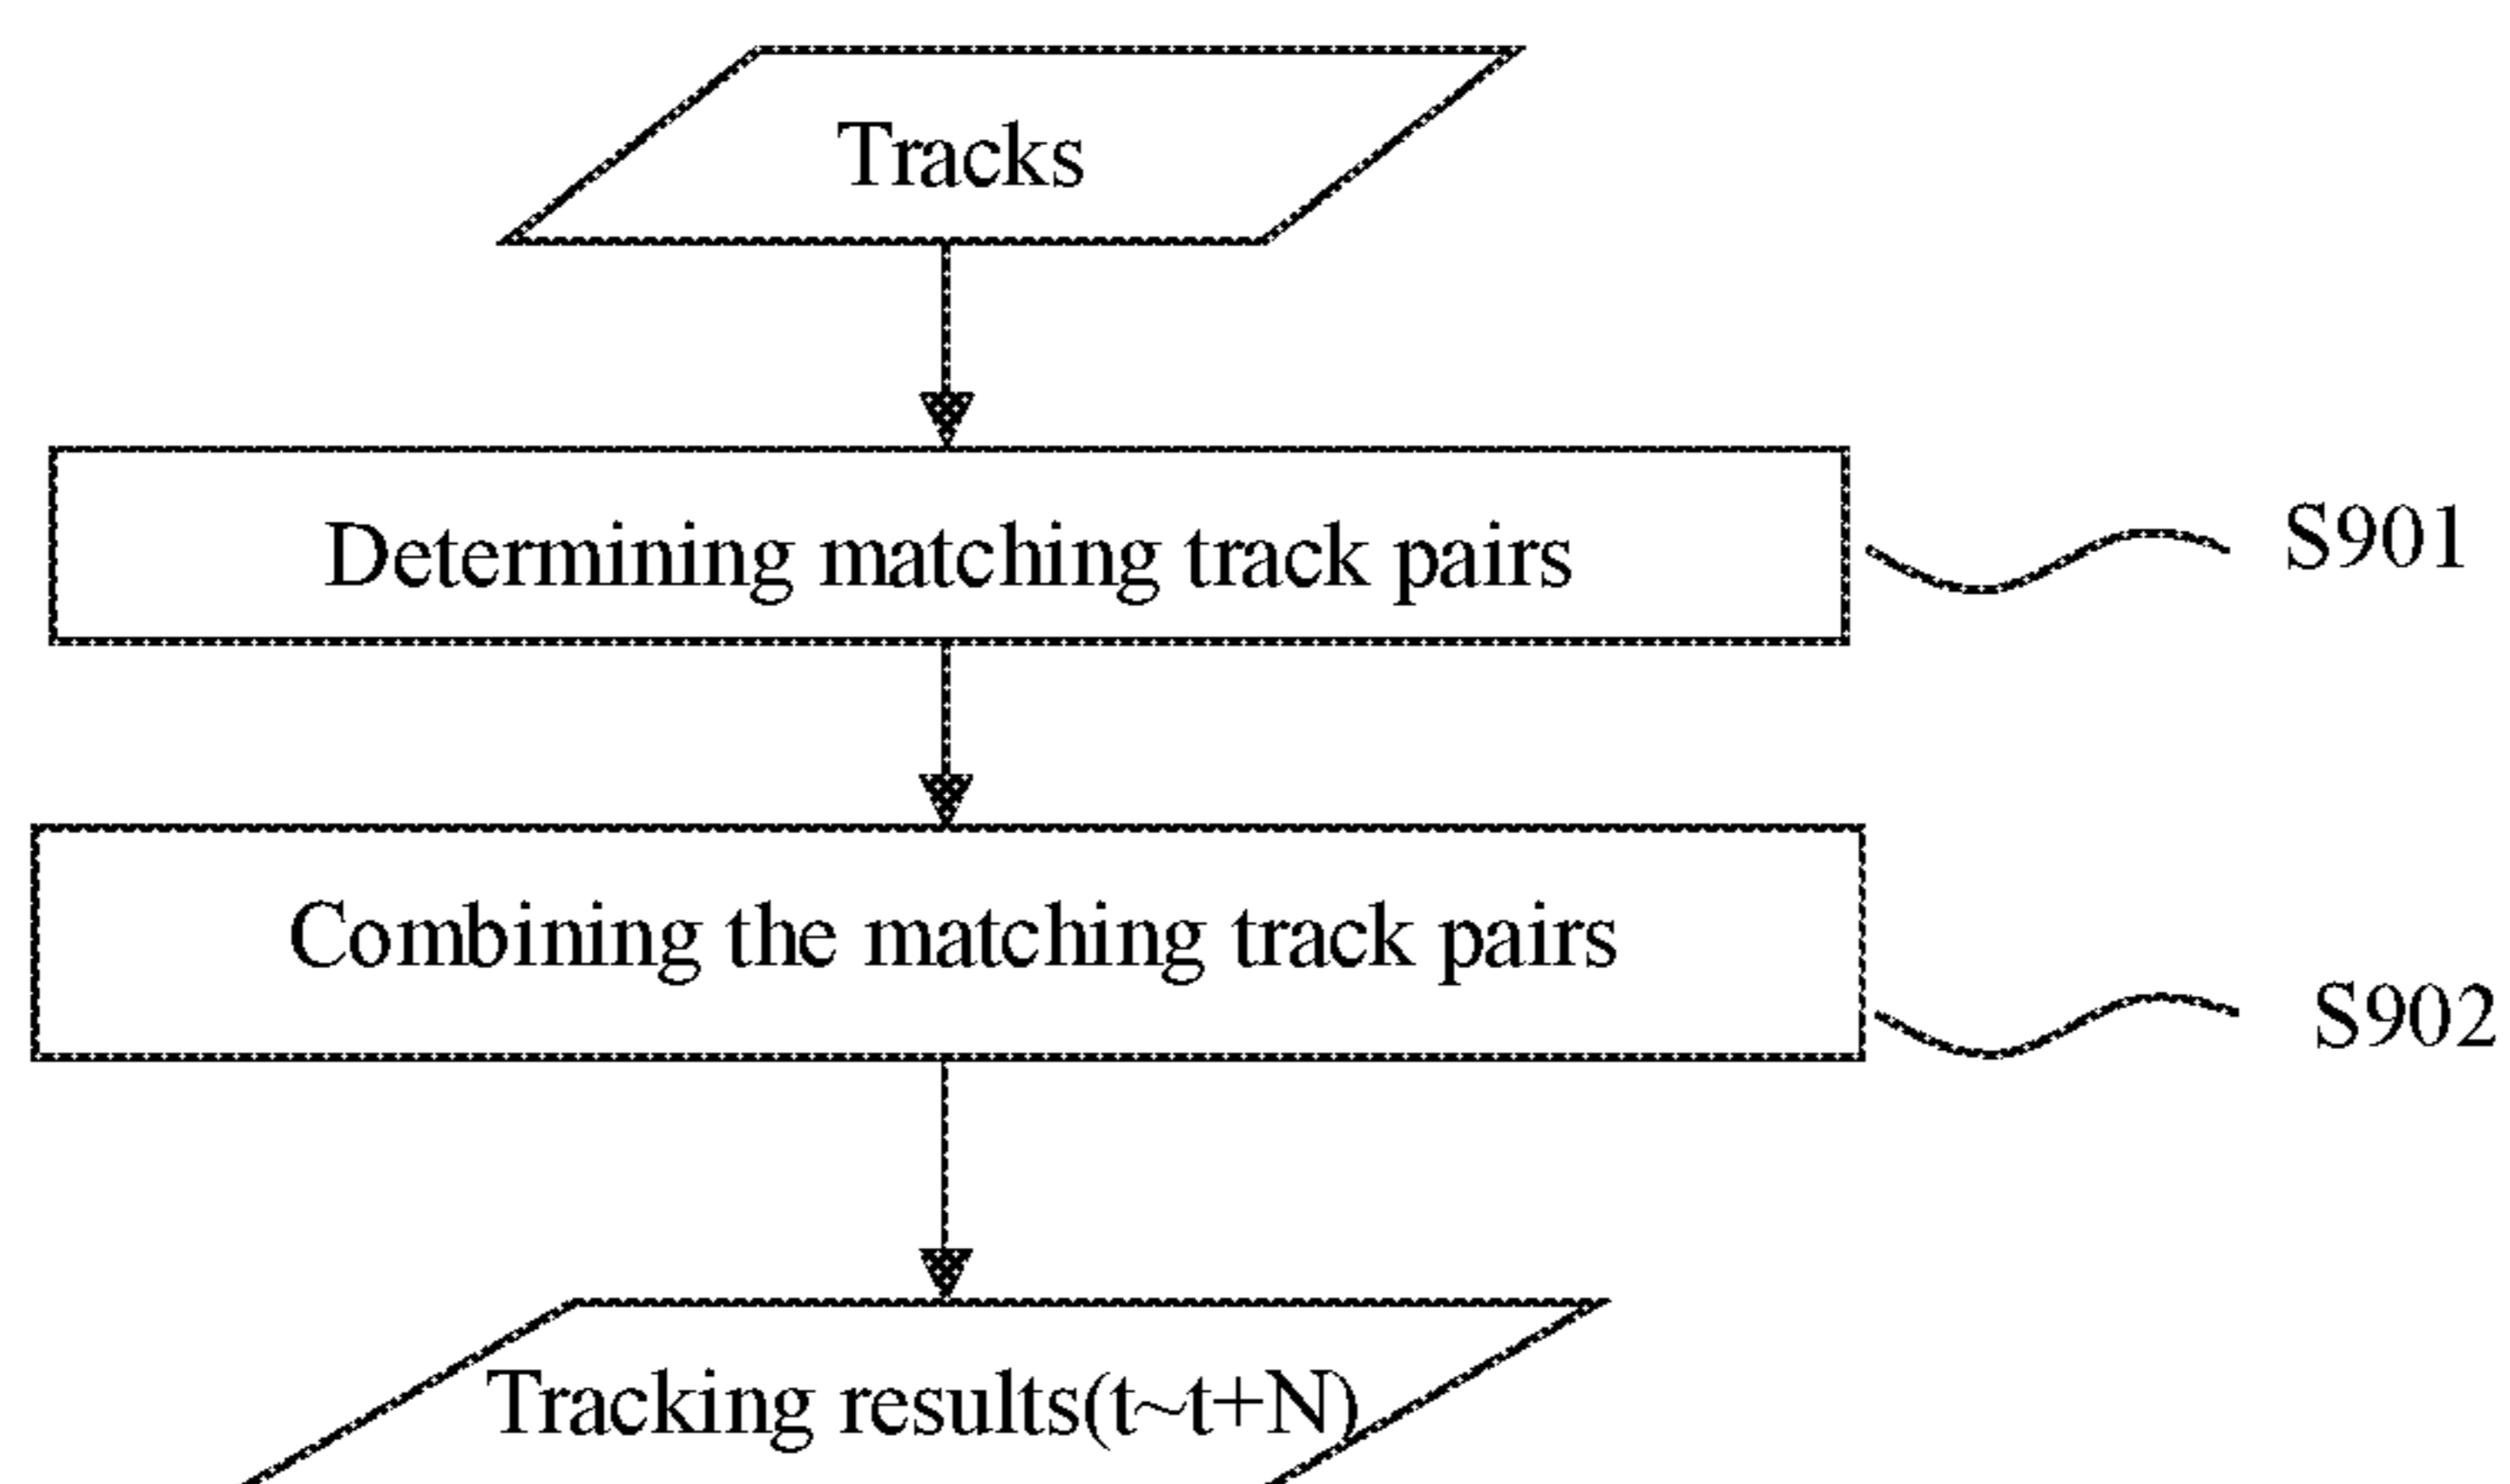 Tracks
Determining matching track pairs
S901
Combining the matching track pairs
S902
Tracking results(t~t+N)